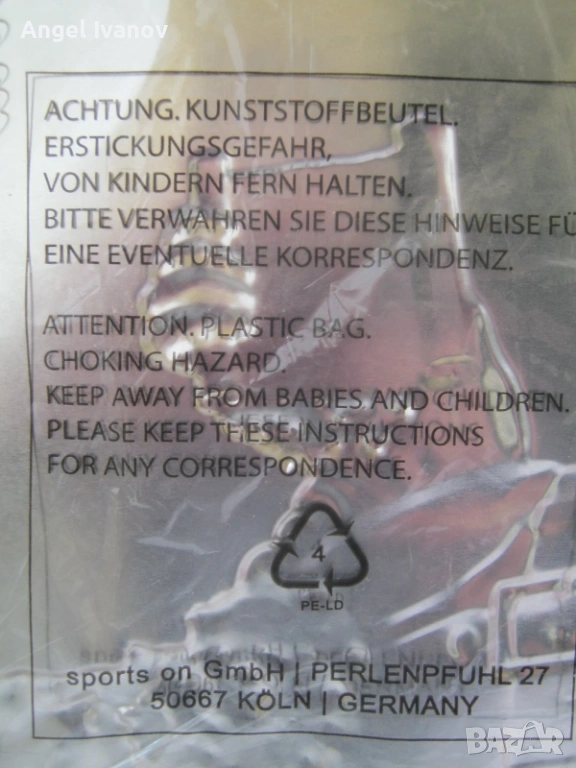 Angel Ivanov
ACHTUNG. KUNSTSTOFFBEUTEL.
ERSTICKUNGSGEFAHR,
VON KINDERN FERN HALTEN.
BITTE VERWAHREN SIE DIESE HINWEISE FÜ
EINE EVENTUELLE KORRESPONDENZ.
ATTENTION. PLASTIC BAG.
CHOKING HAZARD.
KEEP AWAY FROM BABIES AND CHILDREN.
PLEASE KEEP THESE INSTRUCTIONS
FOR ANY CORRESPONDENCE.
4
PE-LD
sports on GmbH | PERLENPFUHL 27
50667 KÖLN | GERMANY
BAZAR